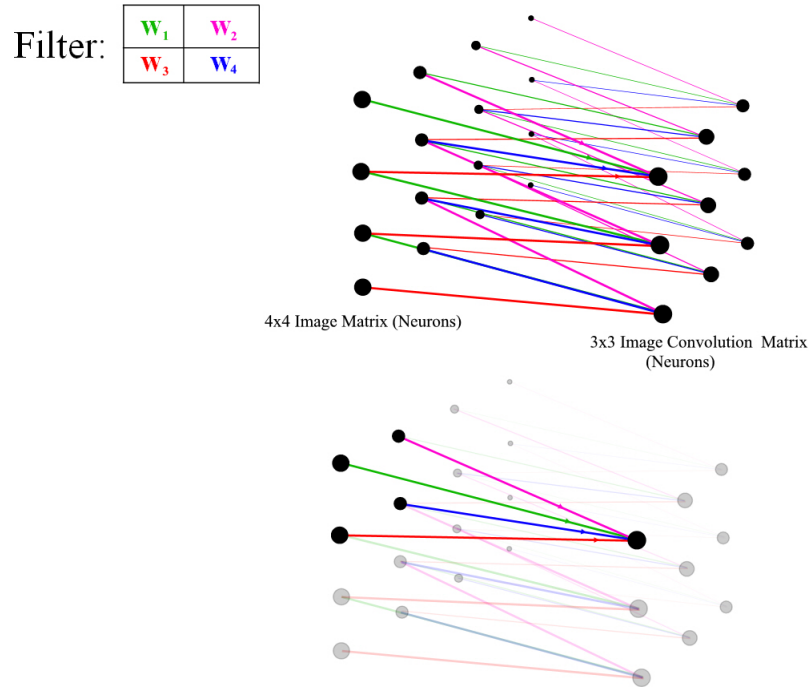 Filter:
W1 W2
W3 W4
4x4 Image Matrix (Neurons)
3x3 Image Convolution Matrix
(Neurons)